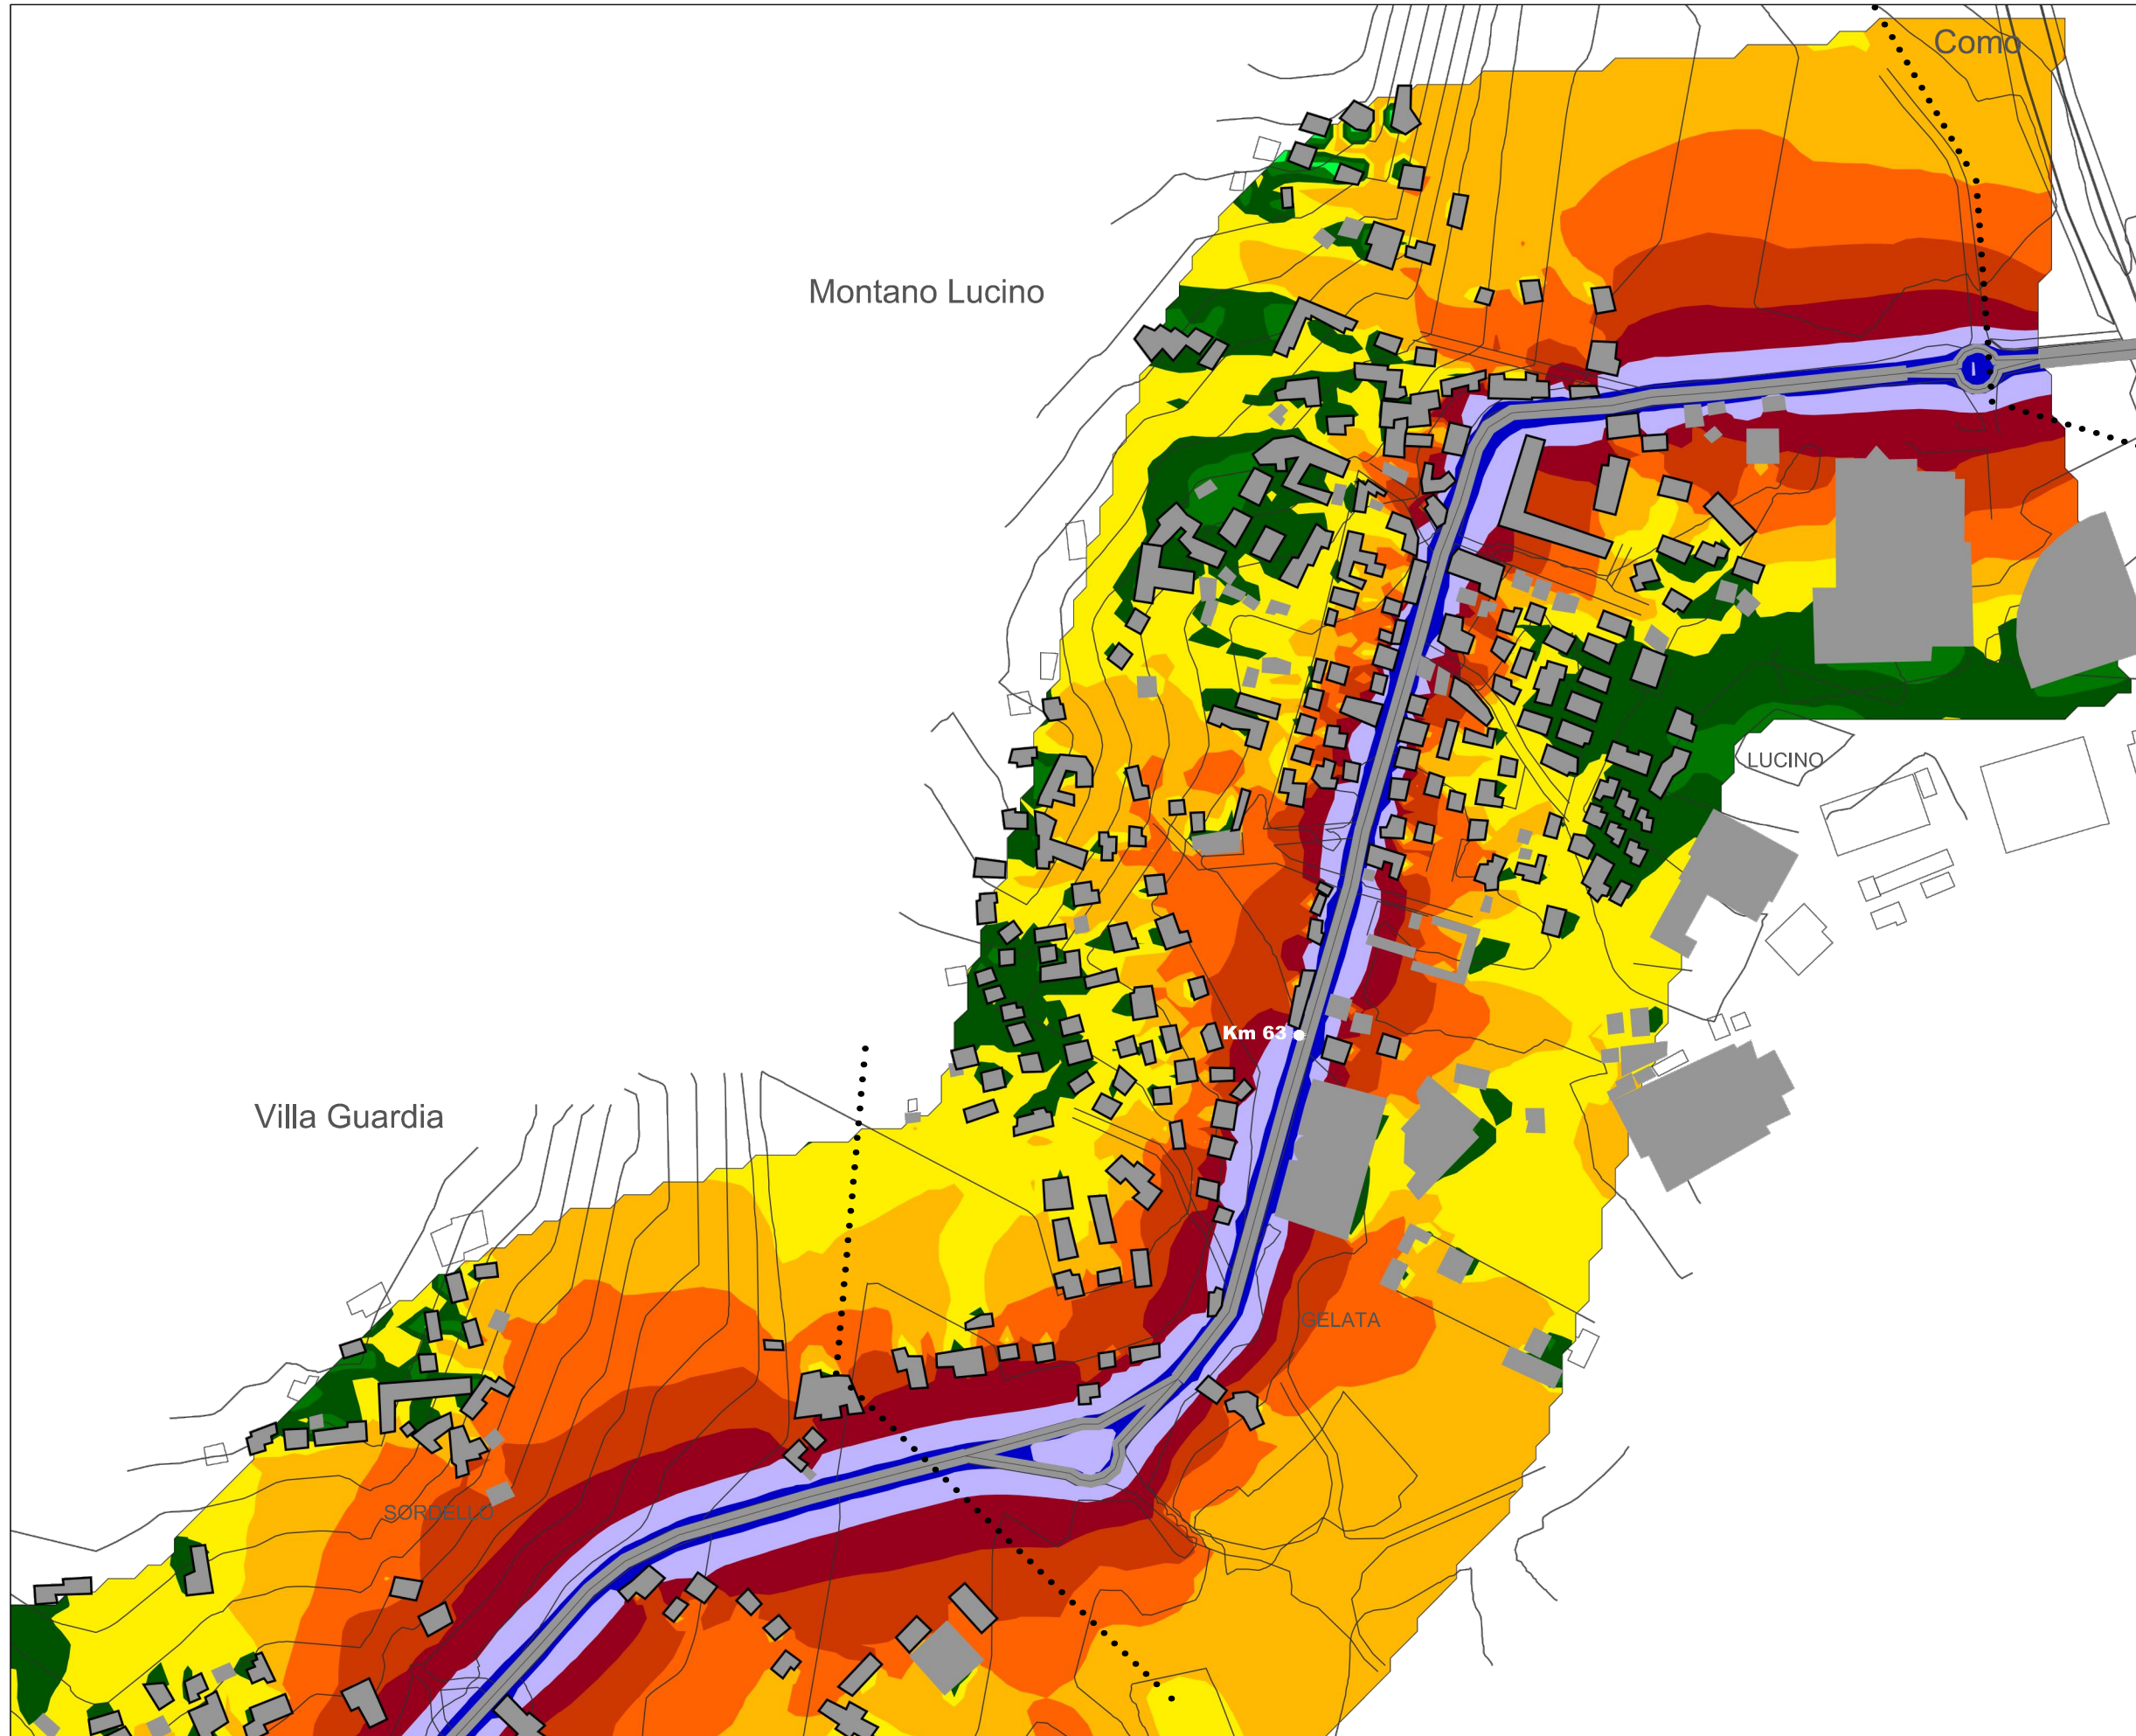 Como
Montano Lucino
LUCINO
Km 63
Villa Guardia
GELATA
SORDELLO